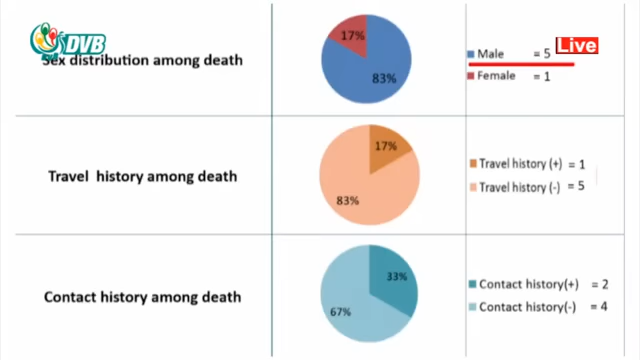 DVB
Live
Sex distribution among death
17%
83%
Male = 5
Female = 1
Travel history among death
17%
83%
Travel history (+) = 1
Travel history (-) = 5
Contact history among death
33%
67%
Contact history(+) = 2
Contact history(-) = 4